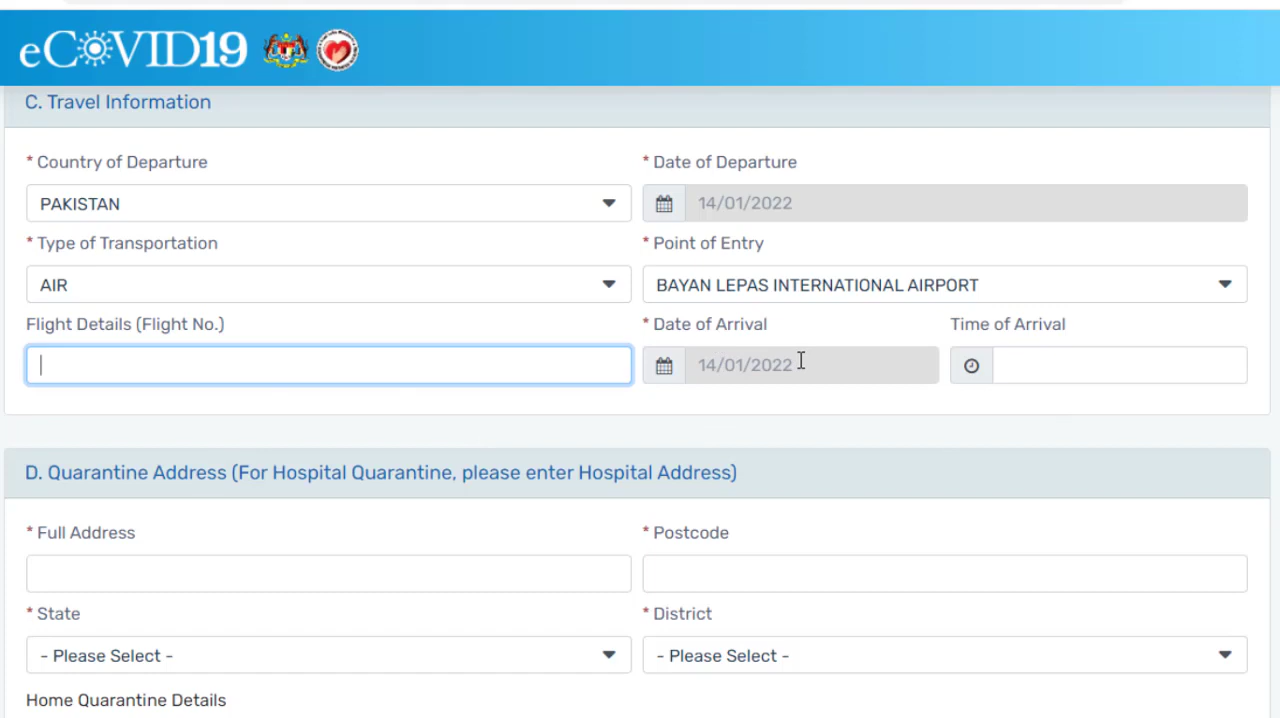 eCOVID19
C. Travel Information
* Country of Departure
* Date of Departure
PAKISTAN
14/01/2022
* Type of Transportation
* Point of Entry
AIR
BAYAN LEPAS INTERNATIONAL AIRPORT
Flight Details (Flight No.)
* Date of Arrival
Time of Arrival
14/01/2022
D. Quarantine Address (For Hospital Quarantine, please enter Hospital Address)
* Full Address
* Postcode
* State
* District
- Please Select -
- Please Select -
Home Quarantine Details